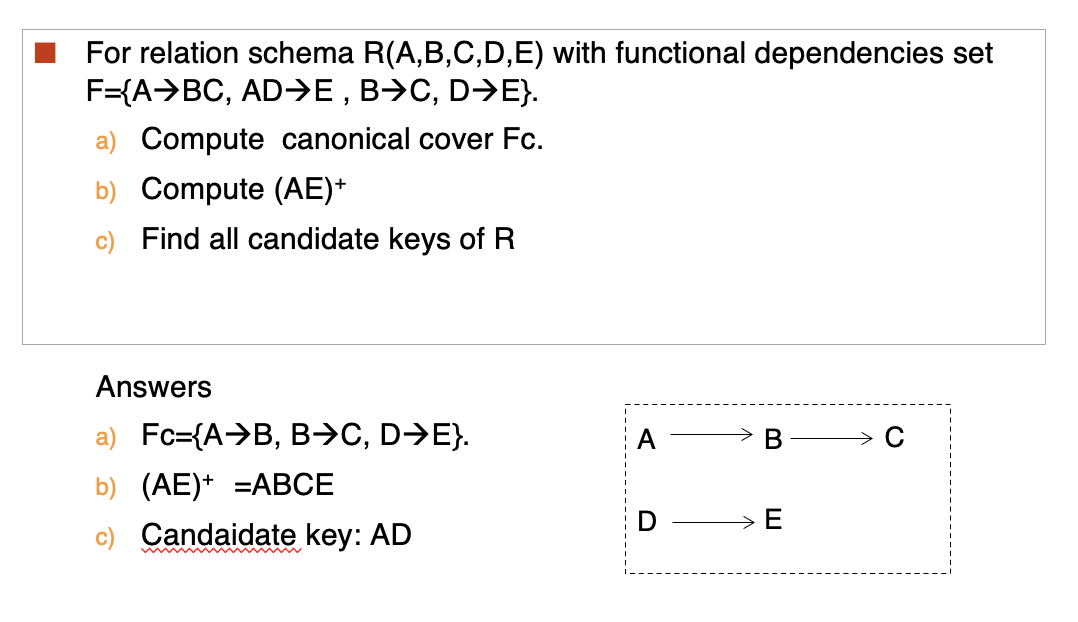 For relation schema R(A,B,C,D,E) with functional dependencies set
F={A→BC, AD→E , B→C, D→E}.
a) Compute canonical cover Fc.
b) Compute (AE)⁺
c) Find all candidate keys of R
Answers
a) Fc={A→B, B→C, D→E}.
b) (AE)⁺ =ABCE
c) Candaidate key: AD
A → B → C
D → E